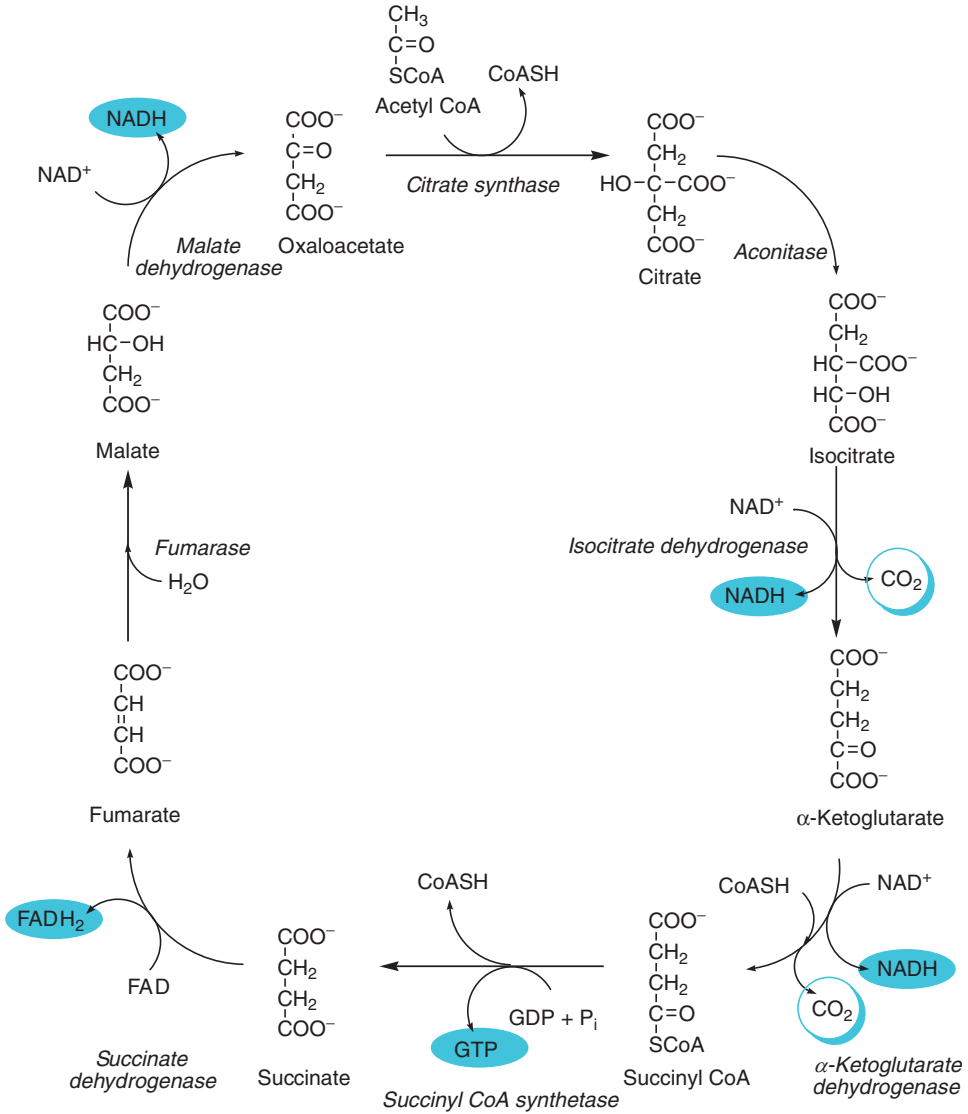 CH₃
C=O
SCoA
Acetyl CoA
CoASH
NADH
NAD⁺
COO⁻
C=O
CH₂
COO⁻
Oxaloacetate
Citrate synthase
COO⁻
CH₂
HO–C–COO⁻
CH₂
COO⁻
Citrate
Aconitase
Malate
dehydrogenase
COO⁻
HC–OH
CH₂
COO⁻
Malate
COO⁻
CH₂
HC–COO⁻
HC–OH
COO⁻
Isocitrate
NAD⁺
Isocitrate dehydrogenase
NADH
CO₂
Fumarase
H₂O
COO⁻
CH
CH
COO⁻
Fumarate
COO⁻
CH₂
CH₂
C=O
COO⁻
α-Ketoglutarate
CoASH
NAD⁺
NADH
CO₂
α-Ketoglutarate
dehydrogenase
COO⁻
CH₂
CH₂
C=O
SCoA
Succinyl CoA
CoASH
GDP + Pᵢ
GTP
Succinyl CoA synthetase
COO⁻
CH₂
CH₂
COO⁻
Succinate
FADH₂
FAD
Succinate
dehydrogenase